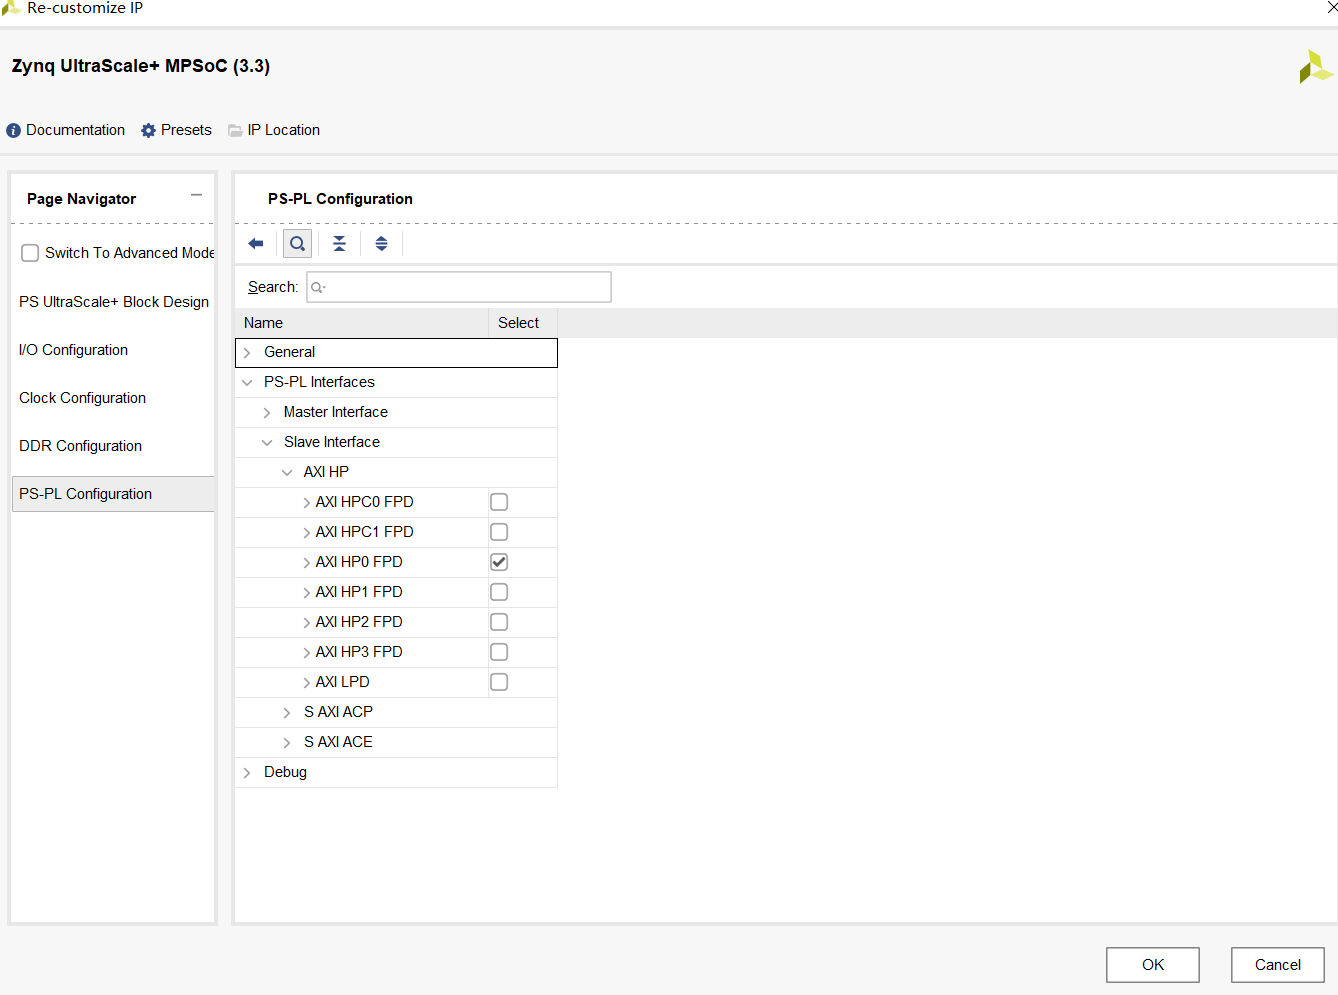 Re-customize IP
Zynq UltraScale+ MPSoC (3.3)
Documentation Presets IP Location
Page Navigator
Switch To Advanced Mode
PS UltraScale+ Block Design
I/O Configuration
Clock Configuration
DDR Configuration
PS-PL Configuration
PS-PL Configuration
Search:
Name Select
General
PS-PL Interfaces
Master Interface
Slave Interface
AXI HP
AXI HPC0 FPD
AXI HPC1 FPD
AXI HP0 FPD
AXI HP1 FPD
AXI HP2 FPD
AXI HP3 FPD
AXI LPD
S AXI ACP
S AXI ACE
Debug
OK Cancel